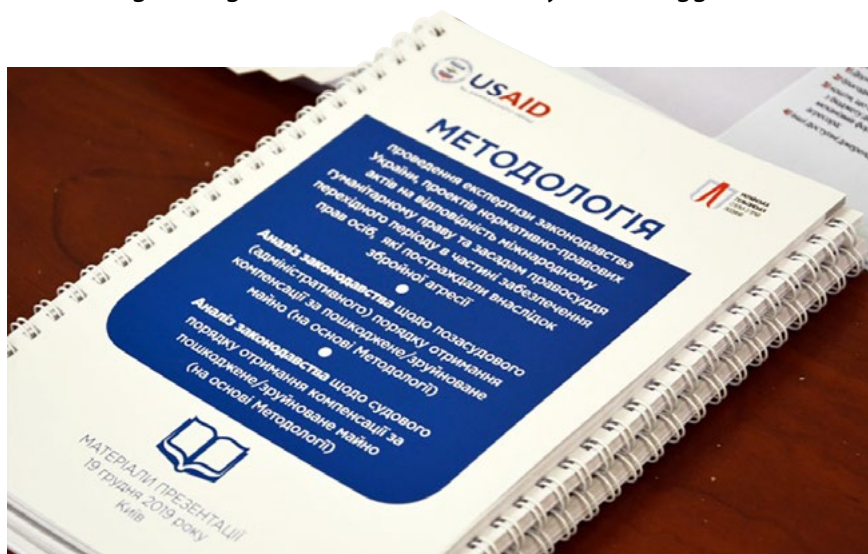 USAID
МЕТОДОЛОГІЯ
проведення експертизи законодавства
України, проектів нормативно-правових
актів на відповідність міжнародному
гуманітарному праву та засадам правосуддя
перехідного періоду в частині забезпечення
прав осіб, які постраждали внаслідок
збройної агресії
Аналіз законодавства щодо позасудового
(адміністративного) порядку отримання
компенсації за пошкоджене/зруйноване
майно (на основі Методології)
Аналіз законодавства щодо судового
порядку отримання компенсації за
пошкоджене/зруйноване майно
(на основі Методології)
МАТЕРІАЛИ ПРЕЗЕНТАЦІЇ
19 грудня 2019 року
Київ